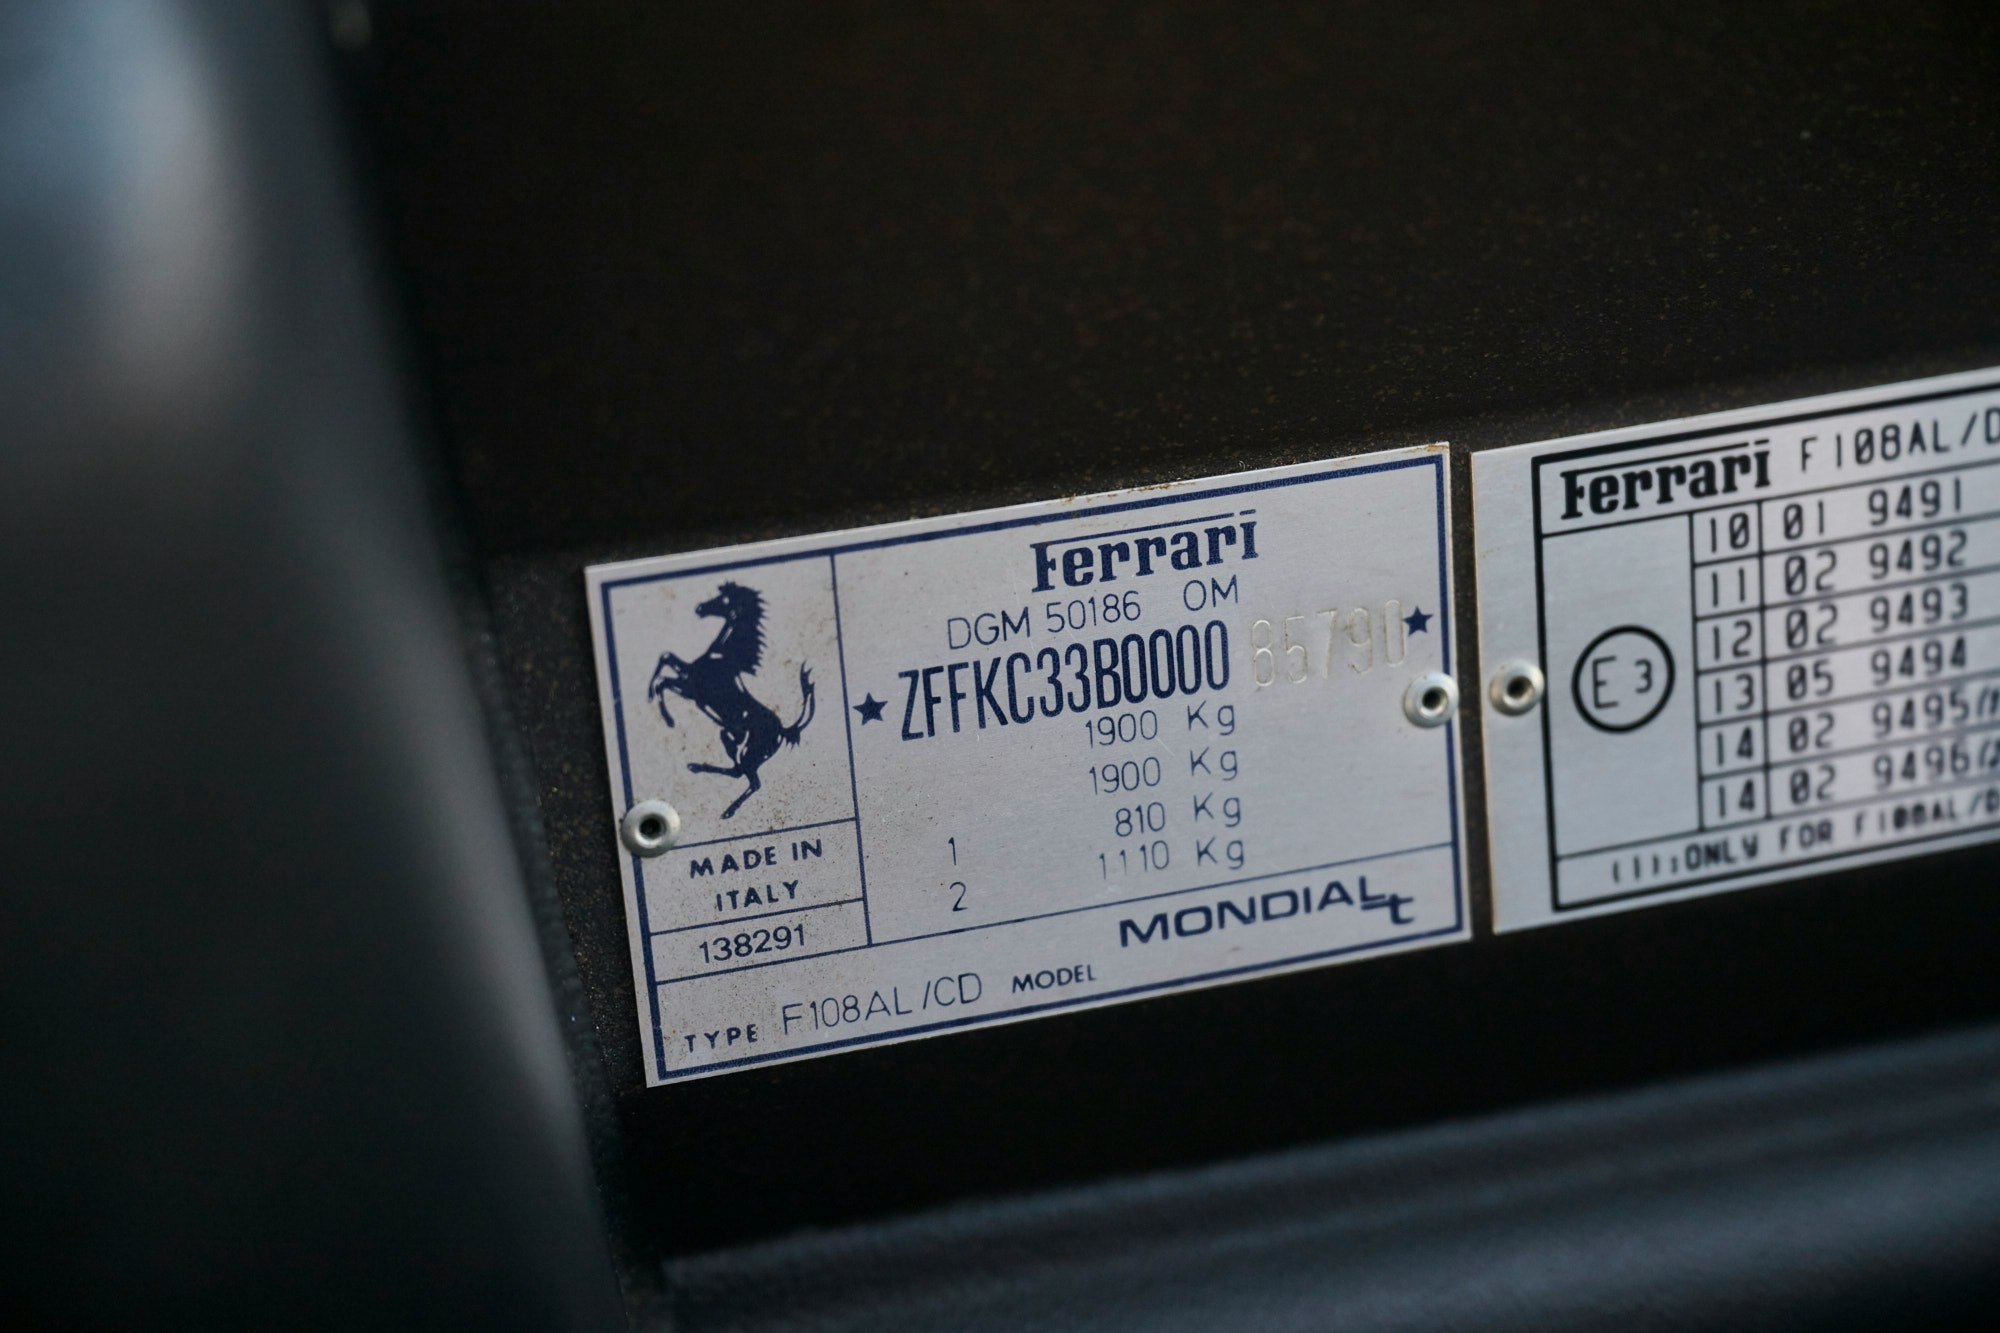 Ferrari
DGM 50186 OM
★ ZFFKC33B0000 85790 ★
1900 Kg
1900 Kg
1 810 Kg
2 1110 Kg
MADE IN
ITALY
138291
TYPE F108AL/CD MODEL MONDIAL t
Ferrari F108AL/D
E3
10 01 9491
11 02 9492
12 02 9493
13 05 9494
14 02 9495
14 02 9496
(1);ONLY FOR F108AL/D